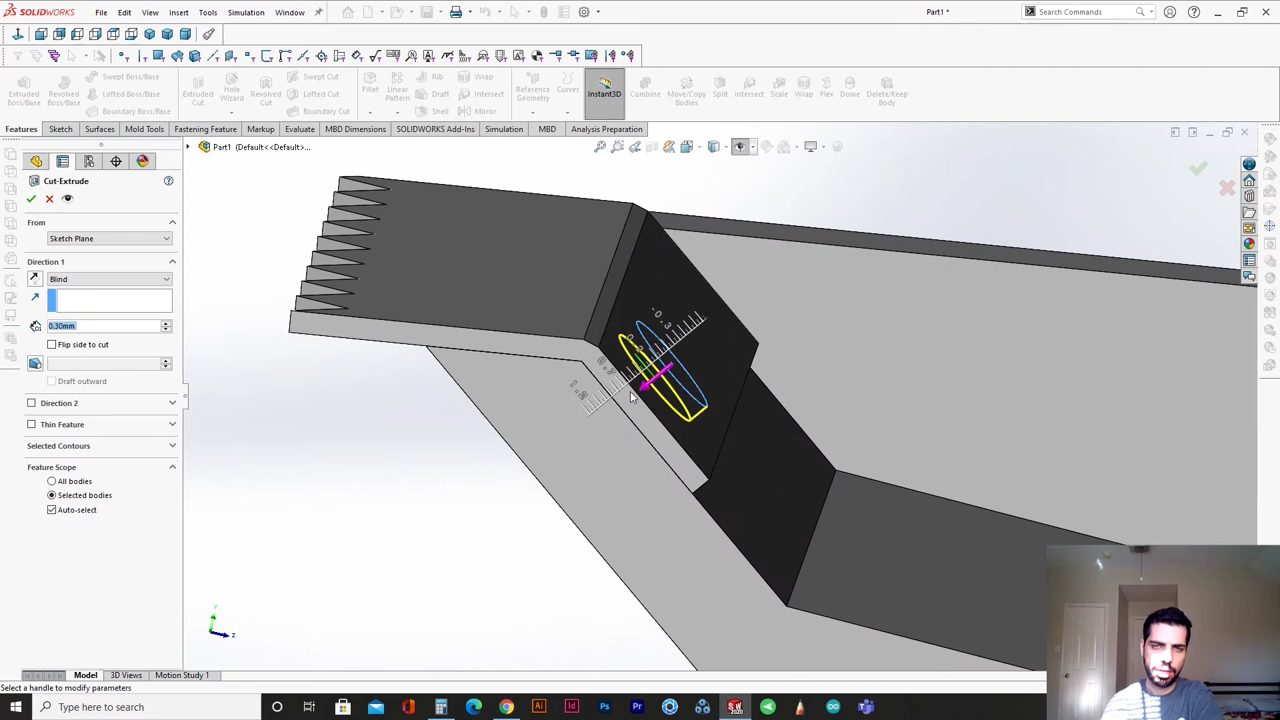 SOLIDWORKS
File Edit View Insert Tools Simulation Window
Part1 *
Search Commands
Extruded Boss/Base
Revolved Boss/Base
Swept Boss/Base
Lofted Boss/Base
Boundary Boss/Base
Extruded Cut
Hole Wizard
Revolved Cut
Swept Cut
Lofted Cut
Boundary Cut
Fillet
Linear Pattern
Rib
Draft
Shell
Wrap
Intersect
Mirror
Reference Geometry
Curves
Instant3D
Combine
Move/Copy Bodies
Split
Intersect
Scale
Wrap
Flex
Dome
Delete/Keep Body
Features Sketch Surfaces Mold Tools Fastening Feature Markup Evaluate MBD Dimensions SOLIDWORKS Add-Ins Simulation MBD Analysis Preparation
Part1 (Default<<Default>...
Cut-Extrude
From
Sketch Plane
Direction 1
Blind
0.30mm
Flip side to cut
Draft outward
Direction 2
Thin Feature
Selected Contours
Feature Scope
All bodies
Selected bodies
Auto-select
Y
Z
Model 3D Views Motion Study 1
Select a handle to modify parameters
Type here to search
Ai
Id
Ps
Pr
SW
2020